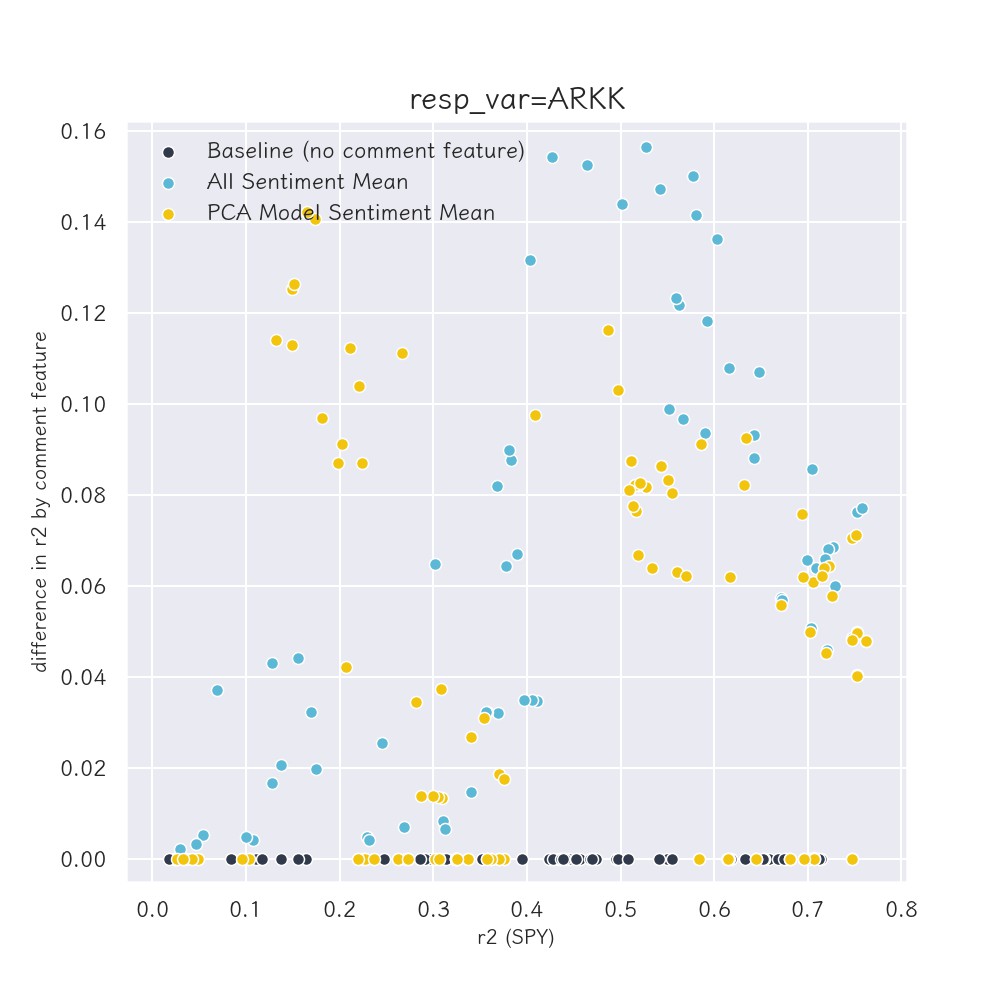 resp_var=ARKK
0.16
0.14
0.12
0.10
0.08
0.06
0.04
0.02
0.00
difference in r2 by comment feature
Baseline (no comment feature)
All Sentiment Mean
PCA Model Sentiment Mean
0.0 0.1 0.2 0.3 0.4 0.5 0.6 0.7 0.8
r2 (SPY)